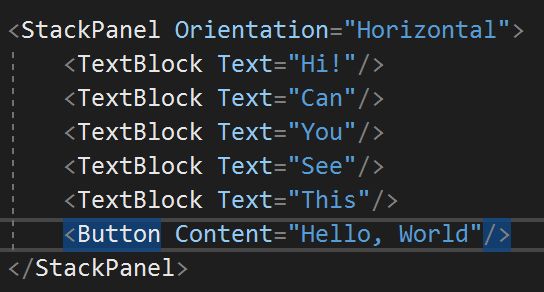 <StackPanel Orientation="Horizontal">
<TextBlock Text="Hi!"/>
<TextBlock Text="Can"/>
<TextBlock Text="You"/>
<TextBlock Text="See"/>
<TextBlock Text="This"/>
<Button Content="Hello, World"/>
</StackPanel>